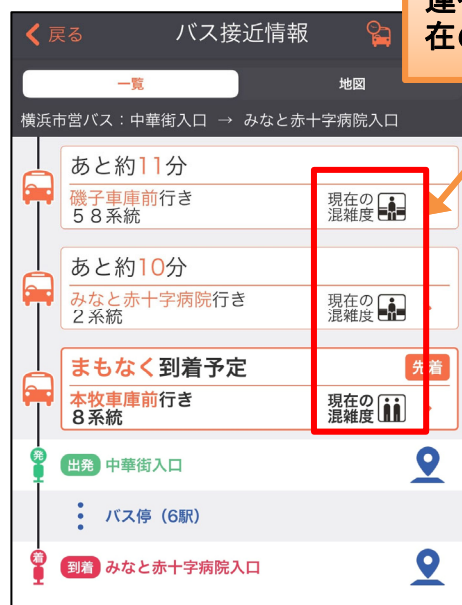 戻る
バス接近情報
一覧
地図
横浜市営バス：中華街入口 → みなと赤十字病院入口
あと約11分
磯子車庫前行き
５８系統
現在の
混雑度
あと約10分
みなと赤十字病院行き
２系統
現在の
混雑度
まもなく到着予定
先着
本牧車庫前行き
８系統
現在の
混雑度
発
出発 中華街入口
バス停（6駅）
着
到着 みなと赤十字病院入口